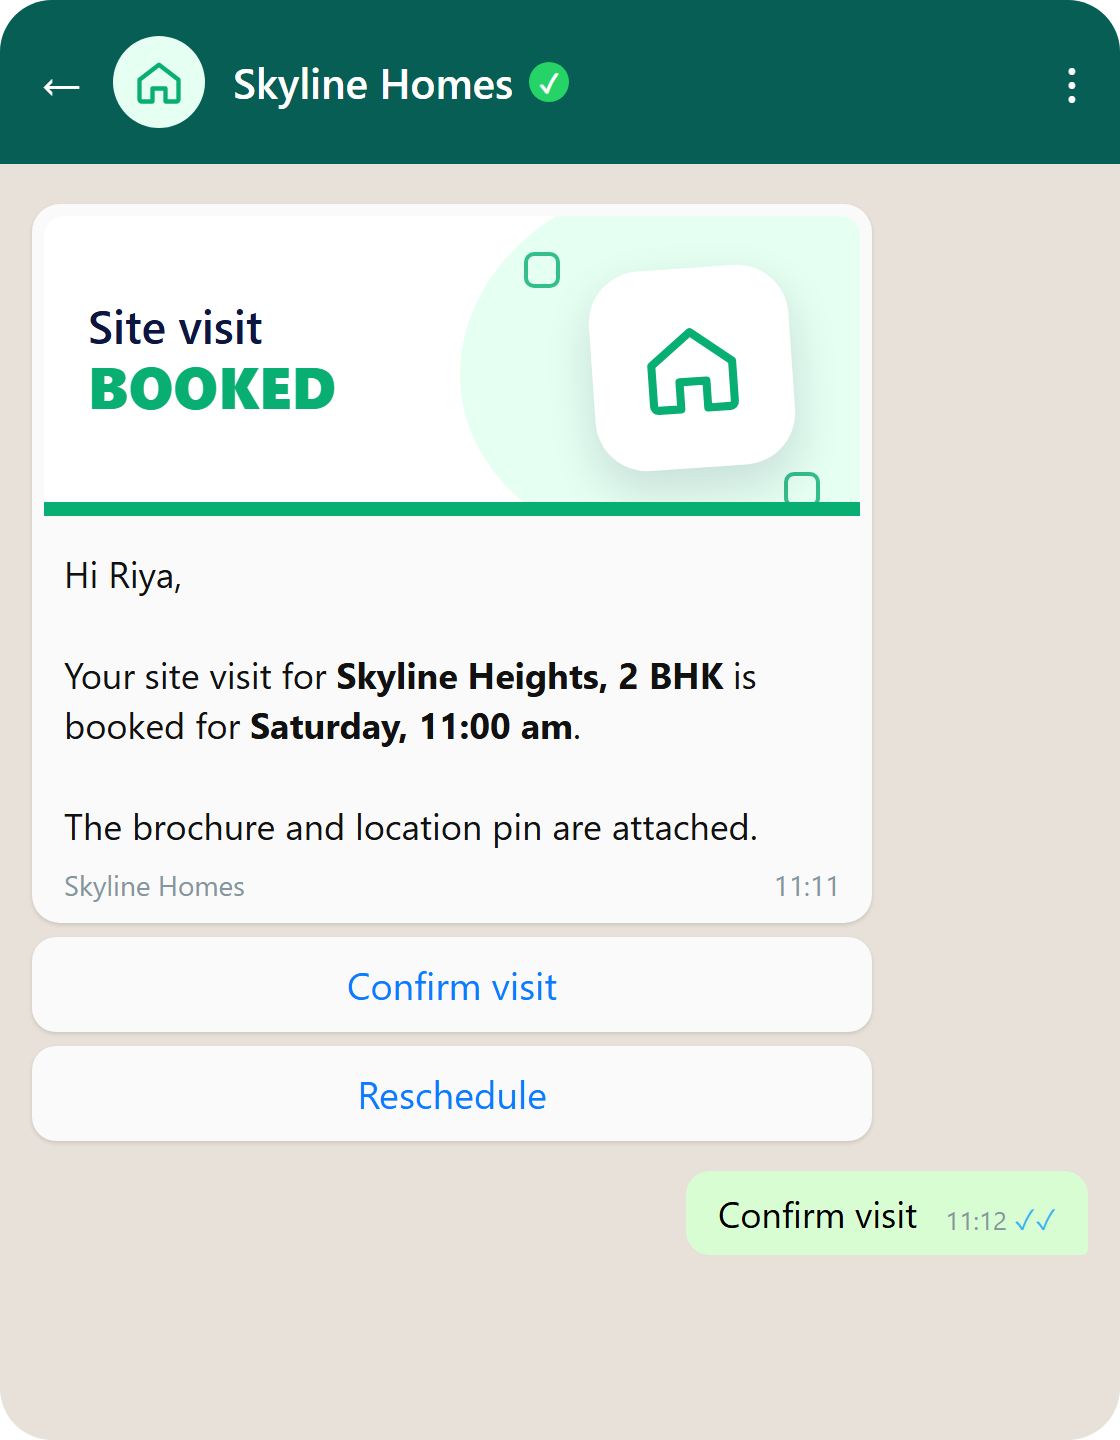 Skyline Homes
Site visit
BOOKED
Hi Riya,
Your site visit for Skyline Heights, 2 BHK is
booked for Saturday, 11:00 am.
The brochure and location pin are attached.
Skyline Homes 11:11
Confirm visit
Reschedule
Confirm visit 11:12